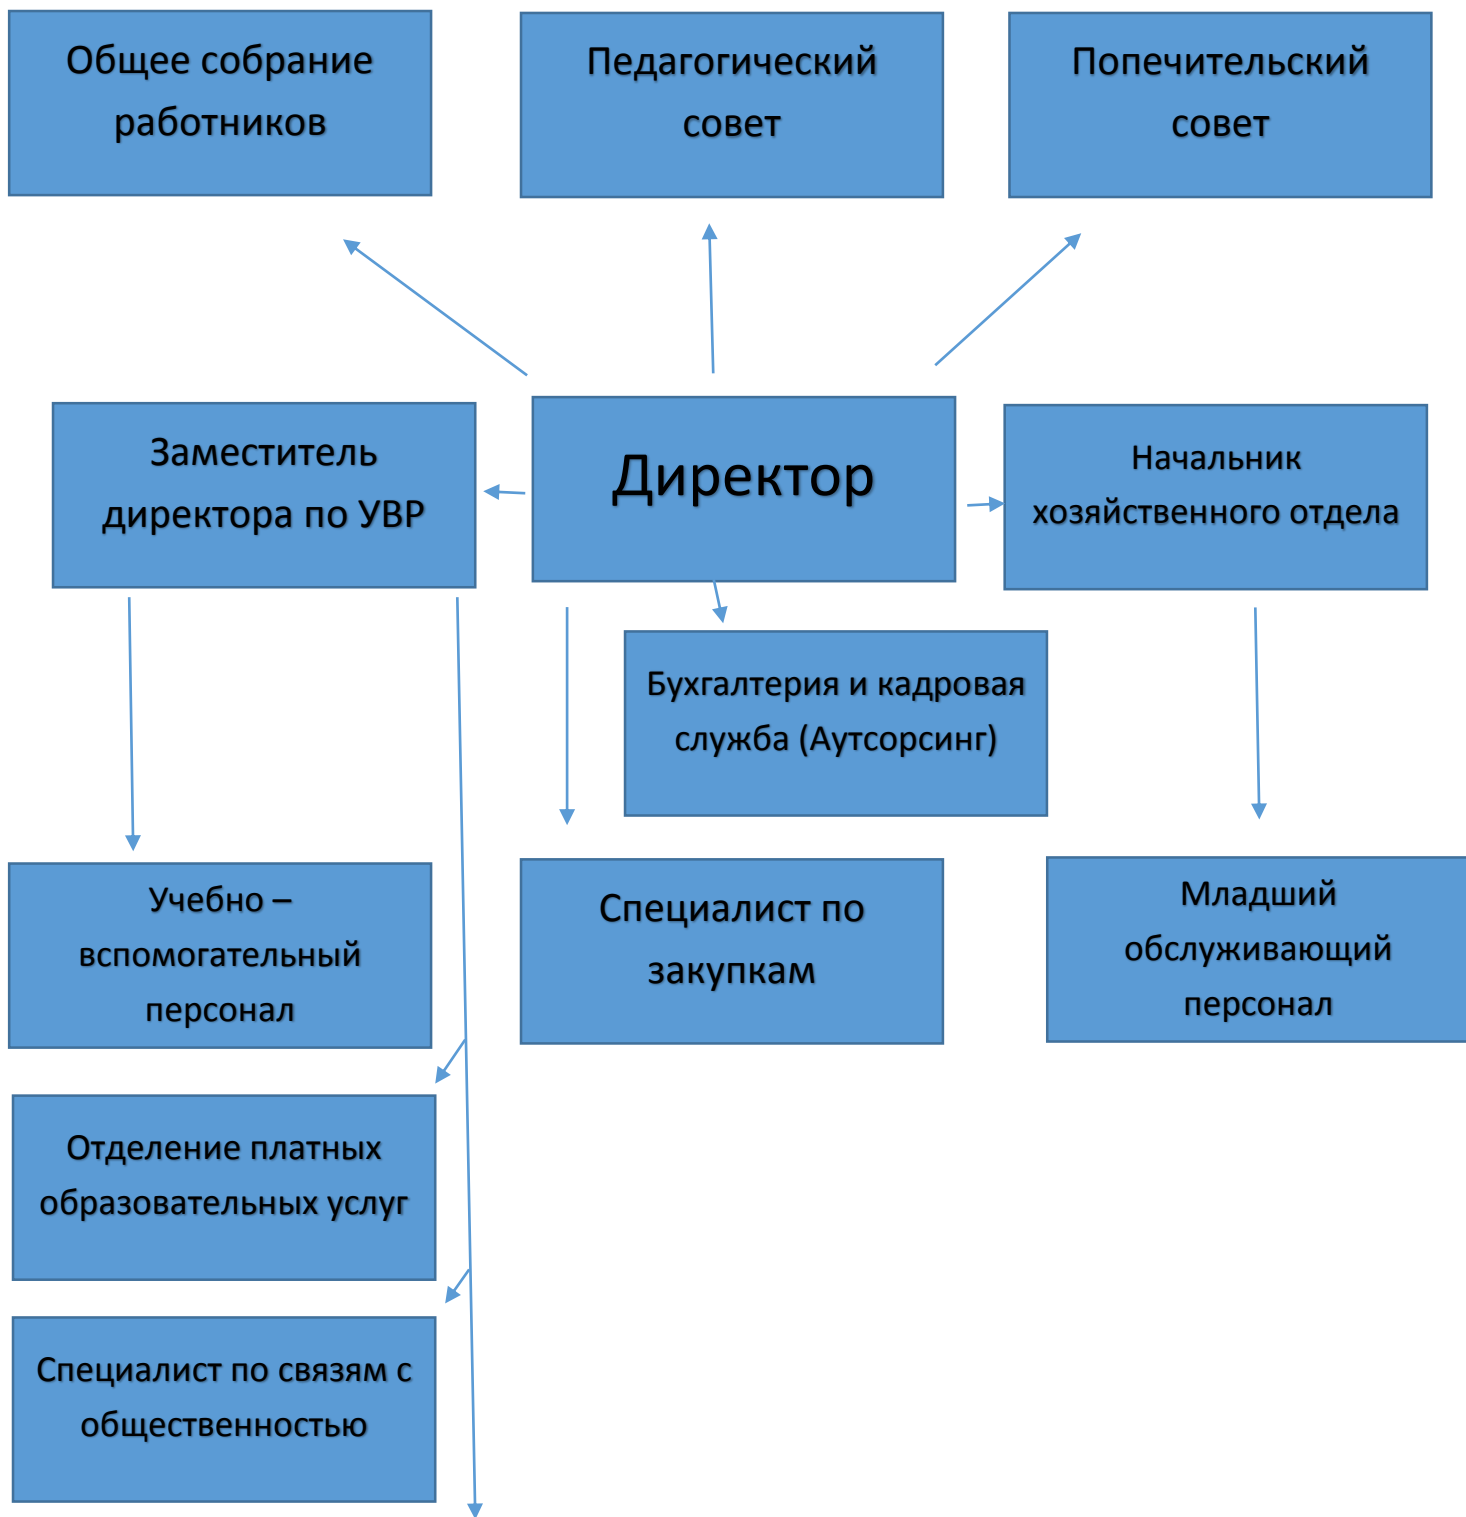 Общее собрание
работников
Педагогический
совет
Попечительский
совет
Заместитель
директора по УВР
Директор
Начальник
хозяйственного отдела
Бухгалтерия и кадровая
служба (Аутсорсинг)
Учебно –
вспомогательный
персонал
Специалист по
закупкам
Младший
обслуживающий
персонал
Отделение платных
образовательных услуг
Специалист по связям с
общественностью